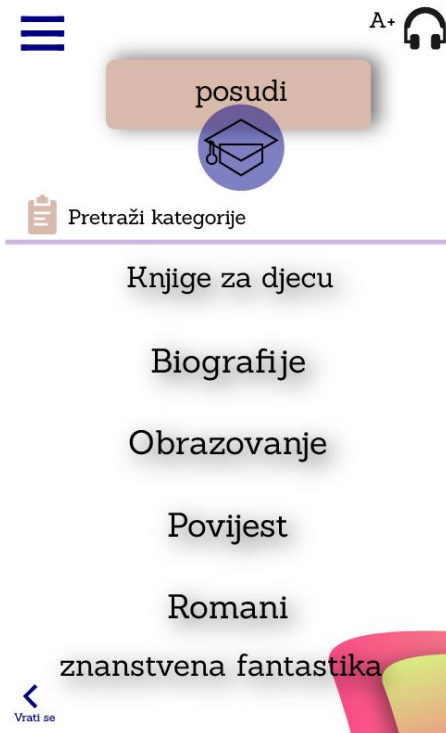 A+
posudi
Pretraži kategorije
Knjige za djecu
Biografije
Obrazovanje
Povijest
Romani
znanstvena fantastika
Vrati se